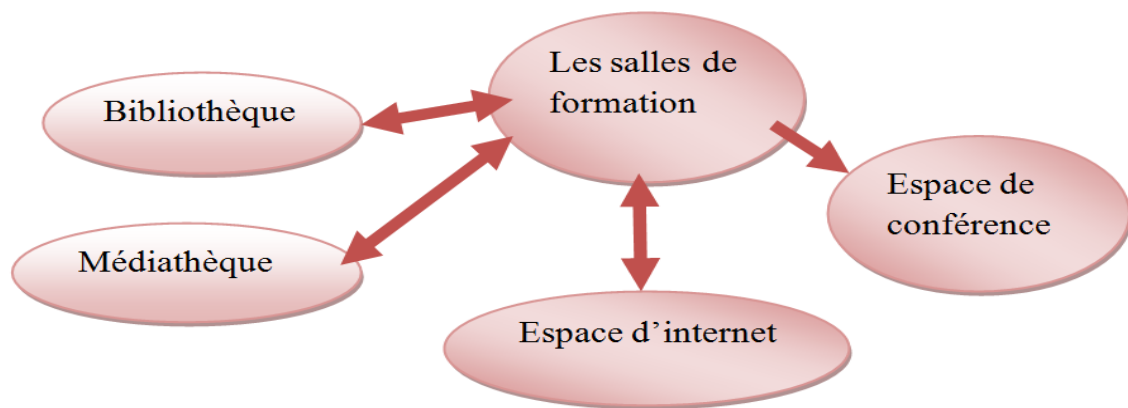 Les salles de
formation
Bibliothèque
Espace de
conférence
Médiathèque
Espace d'internet